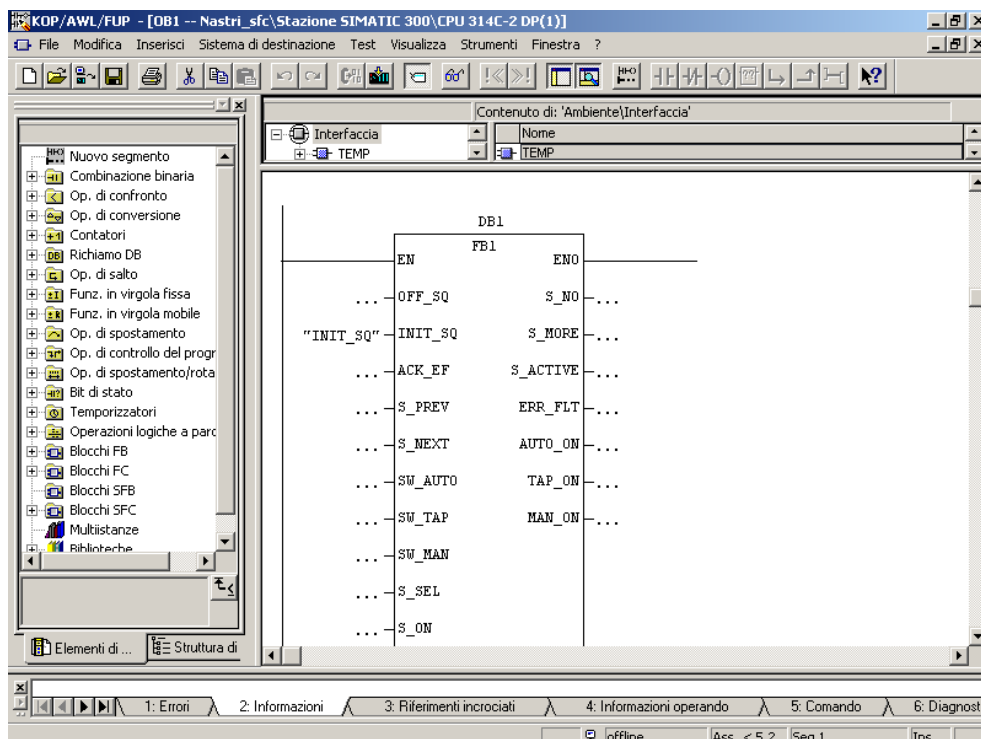 KOP/AWL/FUP - [OB1 -- Nastri_sfc\Stazione SIMATIC 300\CPU 314C-2 DP(1)]
File Modifica Inserisci Sistema di destinazione Test Visualizza Strumenti Finestra ?
Contenuto di: 'Ambiente\Interfaccia'
Interfaccia
TEMP
Nome
TEMP
Nuovo segmento
Combinazione binaria
Op. di confronto
Op. di conversione
Contatori
Richiamo DB
Op. di salto
Funz. in virgola fissa
Funz. in virgola mobile
Op. di spostamento
Op. di controllo del progr
Op. di spostamento/rota
Bit di stato
Temporizzatori
Operazioni logiche a parc
Blocchi FB
Blocchi FC
Blocchi SFB
Blocchi SFC
Multiistanze
Biblioteche
Elementi di ... Struttura di
DB1
FB1
EN ENO
... OFF_SQ S_NO ...
"INIT_SQ" INIT_SQ S_MORE ...
... ACK_EF S_ACTIVE ...
... S_PREV ERR_FLT ...
... S_NEXT AUTO_ON ...
... SW_AUTO TAP_ON ...
... SW_TAP MAN_ON ...
... SW_MAN
... S_SEL
... S_ON
1: Errori 2: Informazioni 3: Riferimenti incrociati 4: Informazioni operando 5: Comando 6: Diagnost
offline Ass. < 5.2 Seg 1 Ins